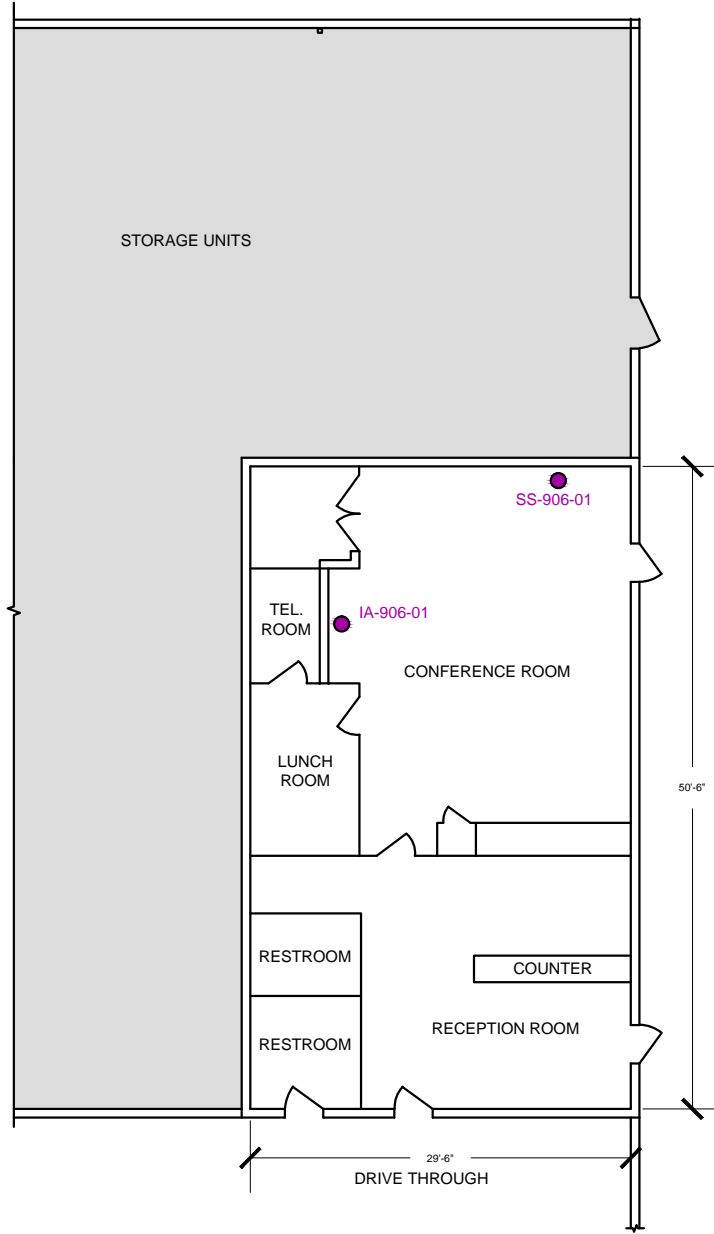 STORAGE UNITS
SS-906-01
TEL.
ROOM
IA-906-01
CONFERENCE ROOM
LUNCH
ROOM
50'-6"
RESTROOM
COUNTER
RECEPTION ROOM
RESTROOM
29'-6"
DRIVE THROUGH